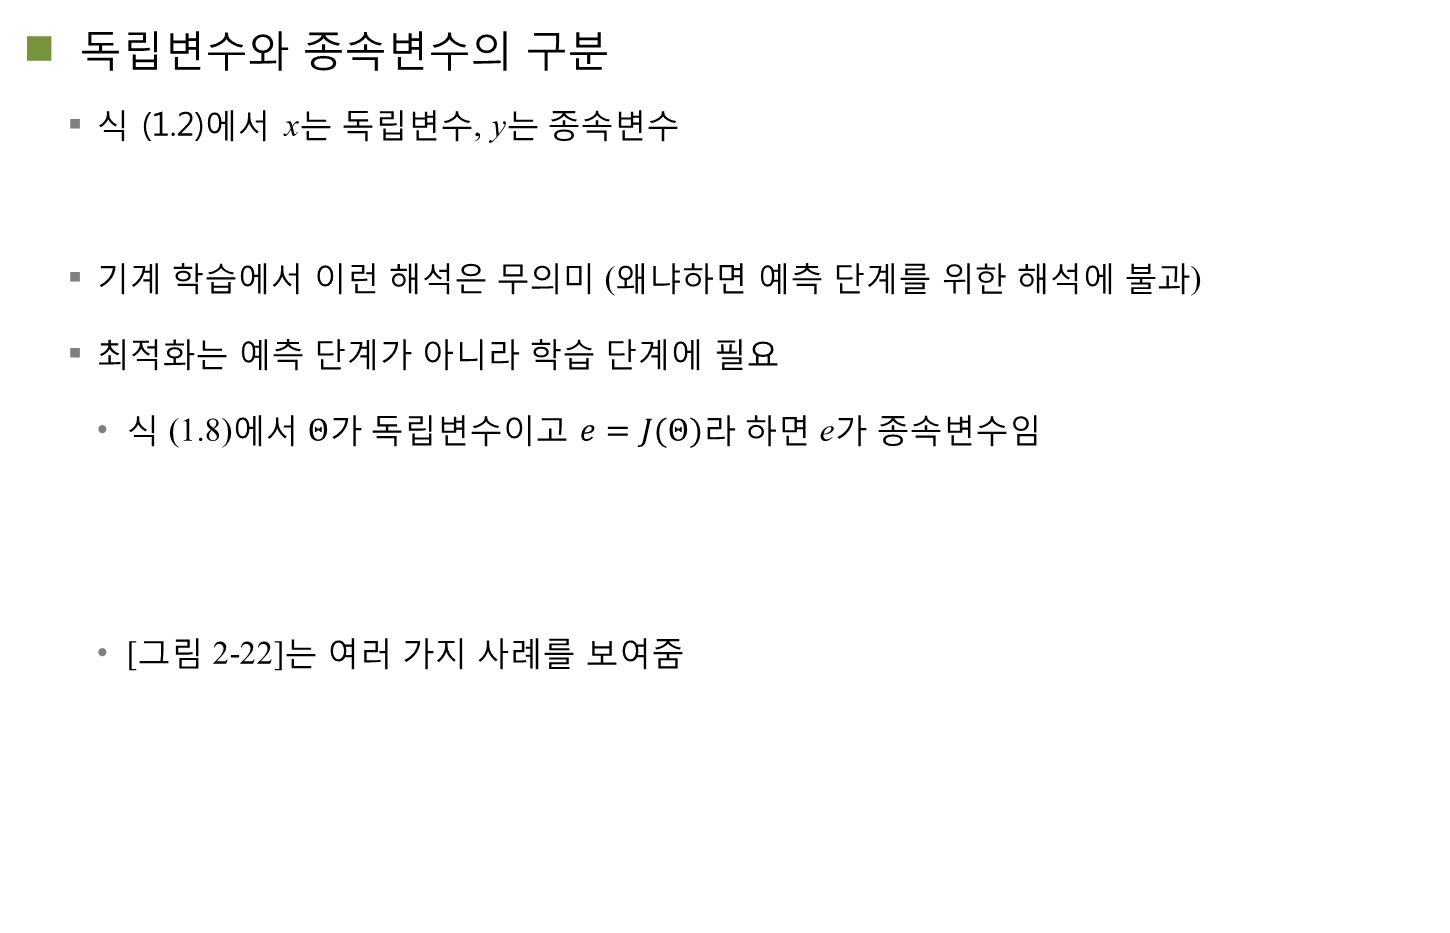 독립변수와 종속변수의 구분
식 (1.2)에서 x는 독립변수, y는 종속변수
기계 학습에서 이런 해석은 무의미 (왜냐하면 예측 단계를 위한 해석에 불과)
최적화는 예측 단계가 아니라 학습 단계에 필요
식 (1.8)에서 Θ가 독립변수이고 e = J(Θ)라 하면 e가 종속변수임
[그림 2-22]는 여러 가지 사례를 보여줌